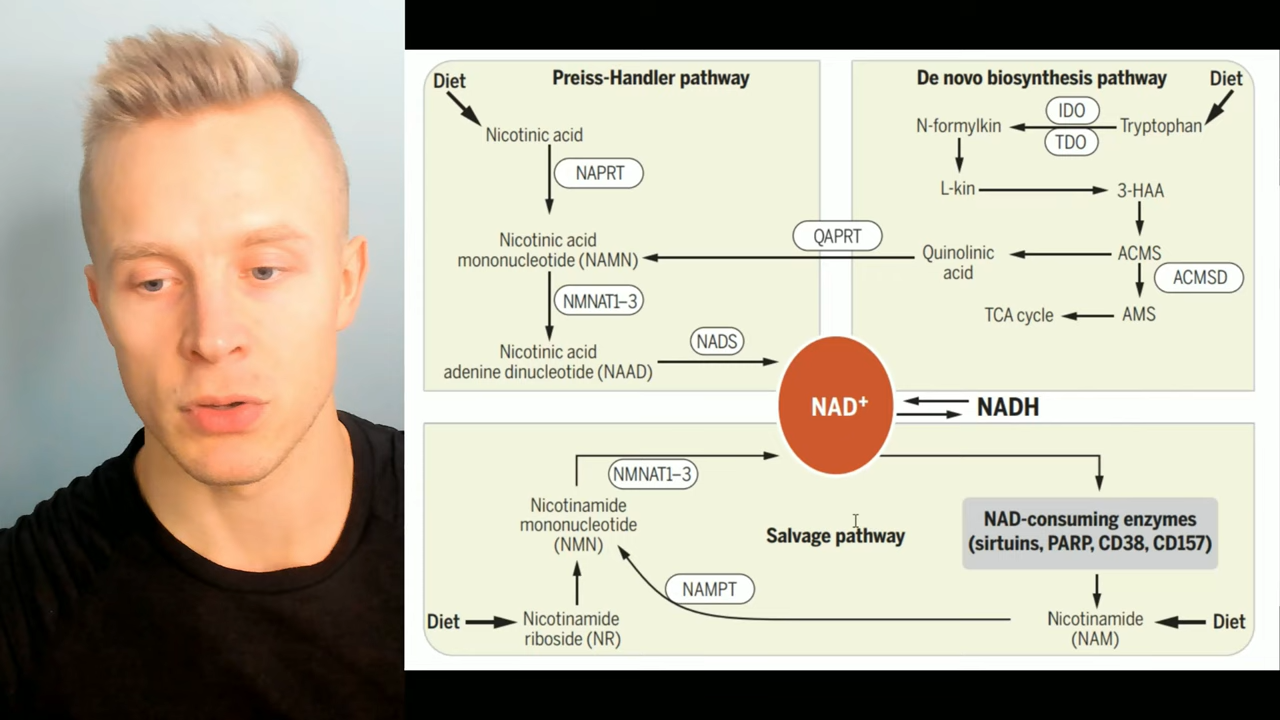 Diet
Preiss-Handler pathway
Nicotinic acid
NAPRT
Nicotinic acid
mononucleotide (NAMN)
NMNAT1–3
Nicotinic acid
adenine dinucleotide (NAAD)
NADS
De novo biosynthesis pathway
Diet
IDO
N-formylkin
Tryptophan
TDO
L-kin
3-HAA
QAPRT
Quinolinic
acid
ACMS
ACMSD
TCA cycle
AMS
NAD+
NADH
NMNAT1–3
Nicotinamide
mononucleotide
(NMN)
Salvage pathway
NAD-consuming enzymes
(sirtuins, PARP, CD38, CD157)
NAMPT
Diet
Nicotinamide
riboside (NR)
Nicotinamide
(NAM)
Diet